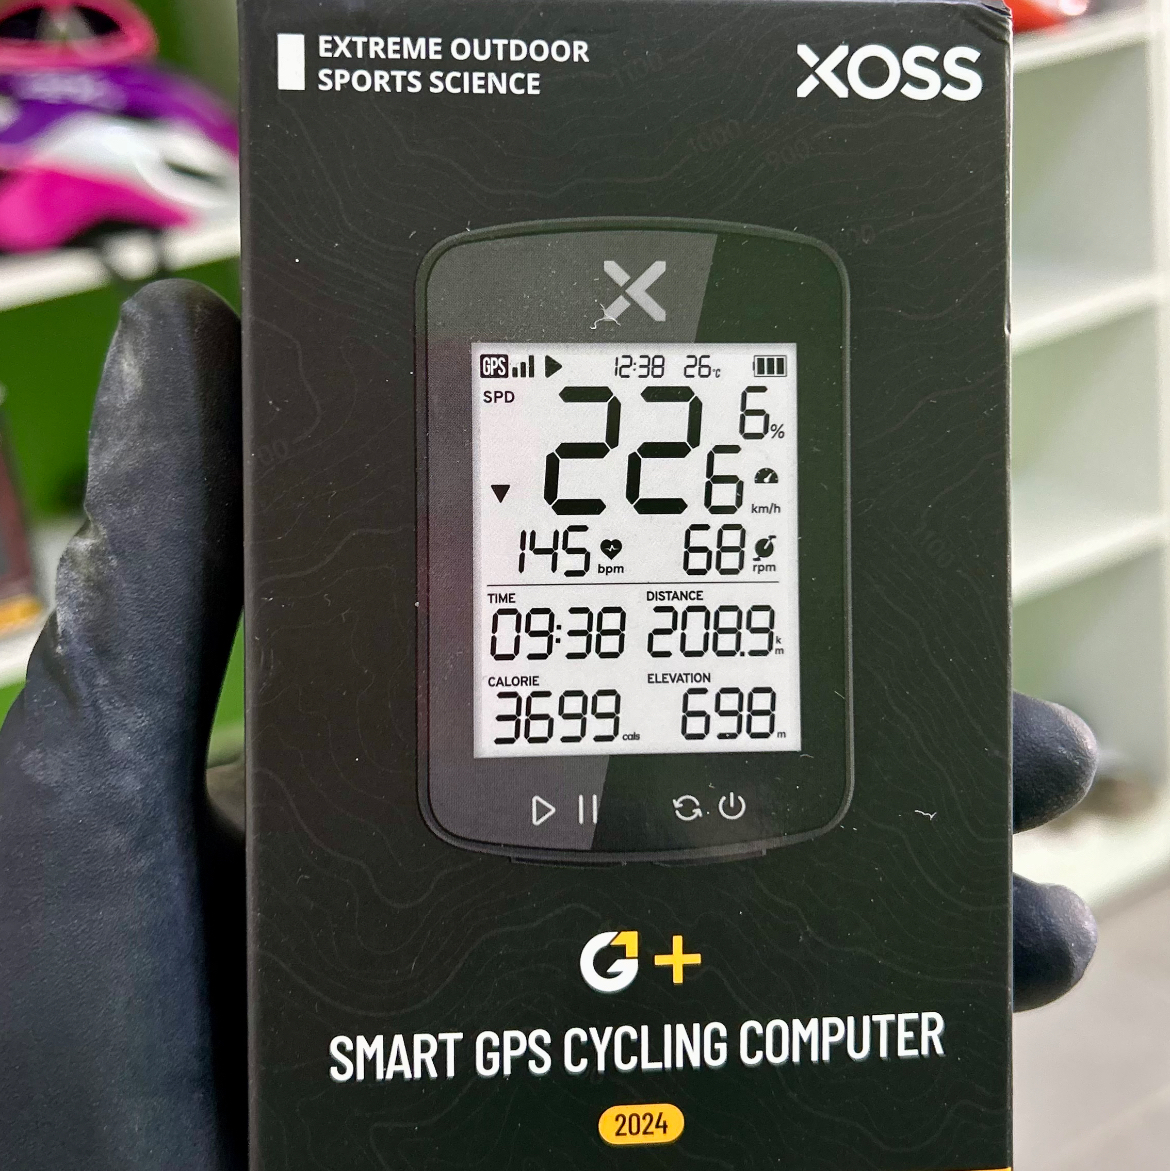 EXTREME OUTDOOR
SPORTS SCIENCE
XOSS
GPS 12:38 26°c
SPD 22.6 6%
km/h
145 bpm 68 rpm
TIME DISTANCE
09:38 208.9 km
CALORIE ELEVATION
3699 cals 698 m
G+
SMART GPS CYCLING COMPUTER
2024